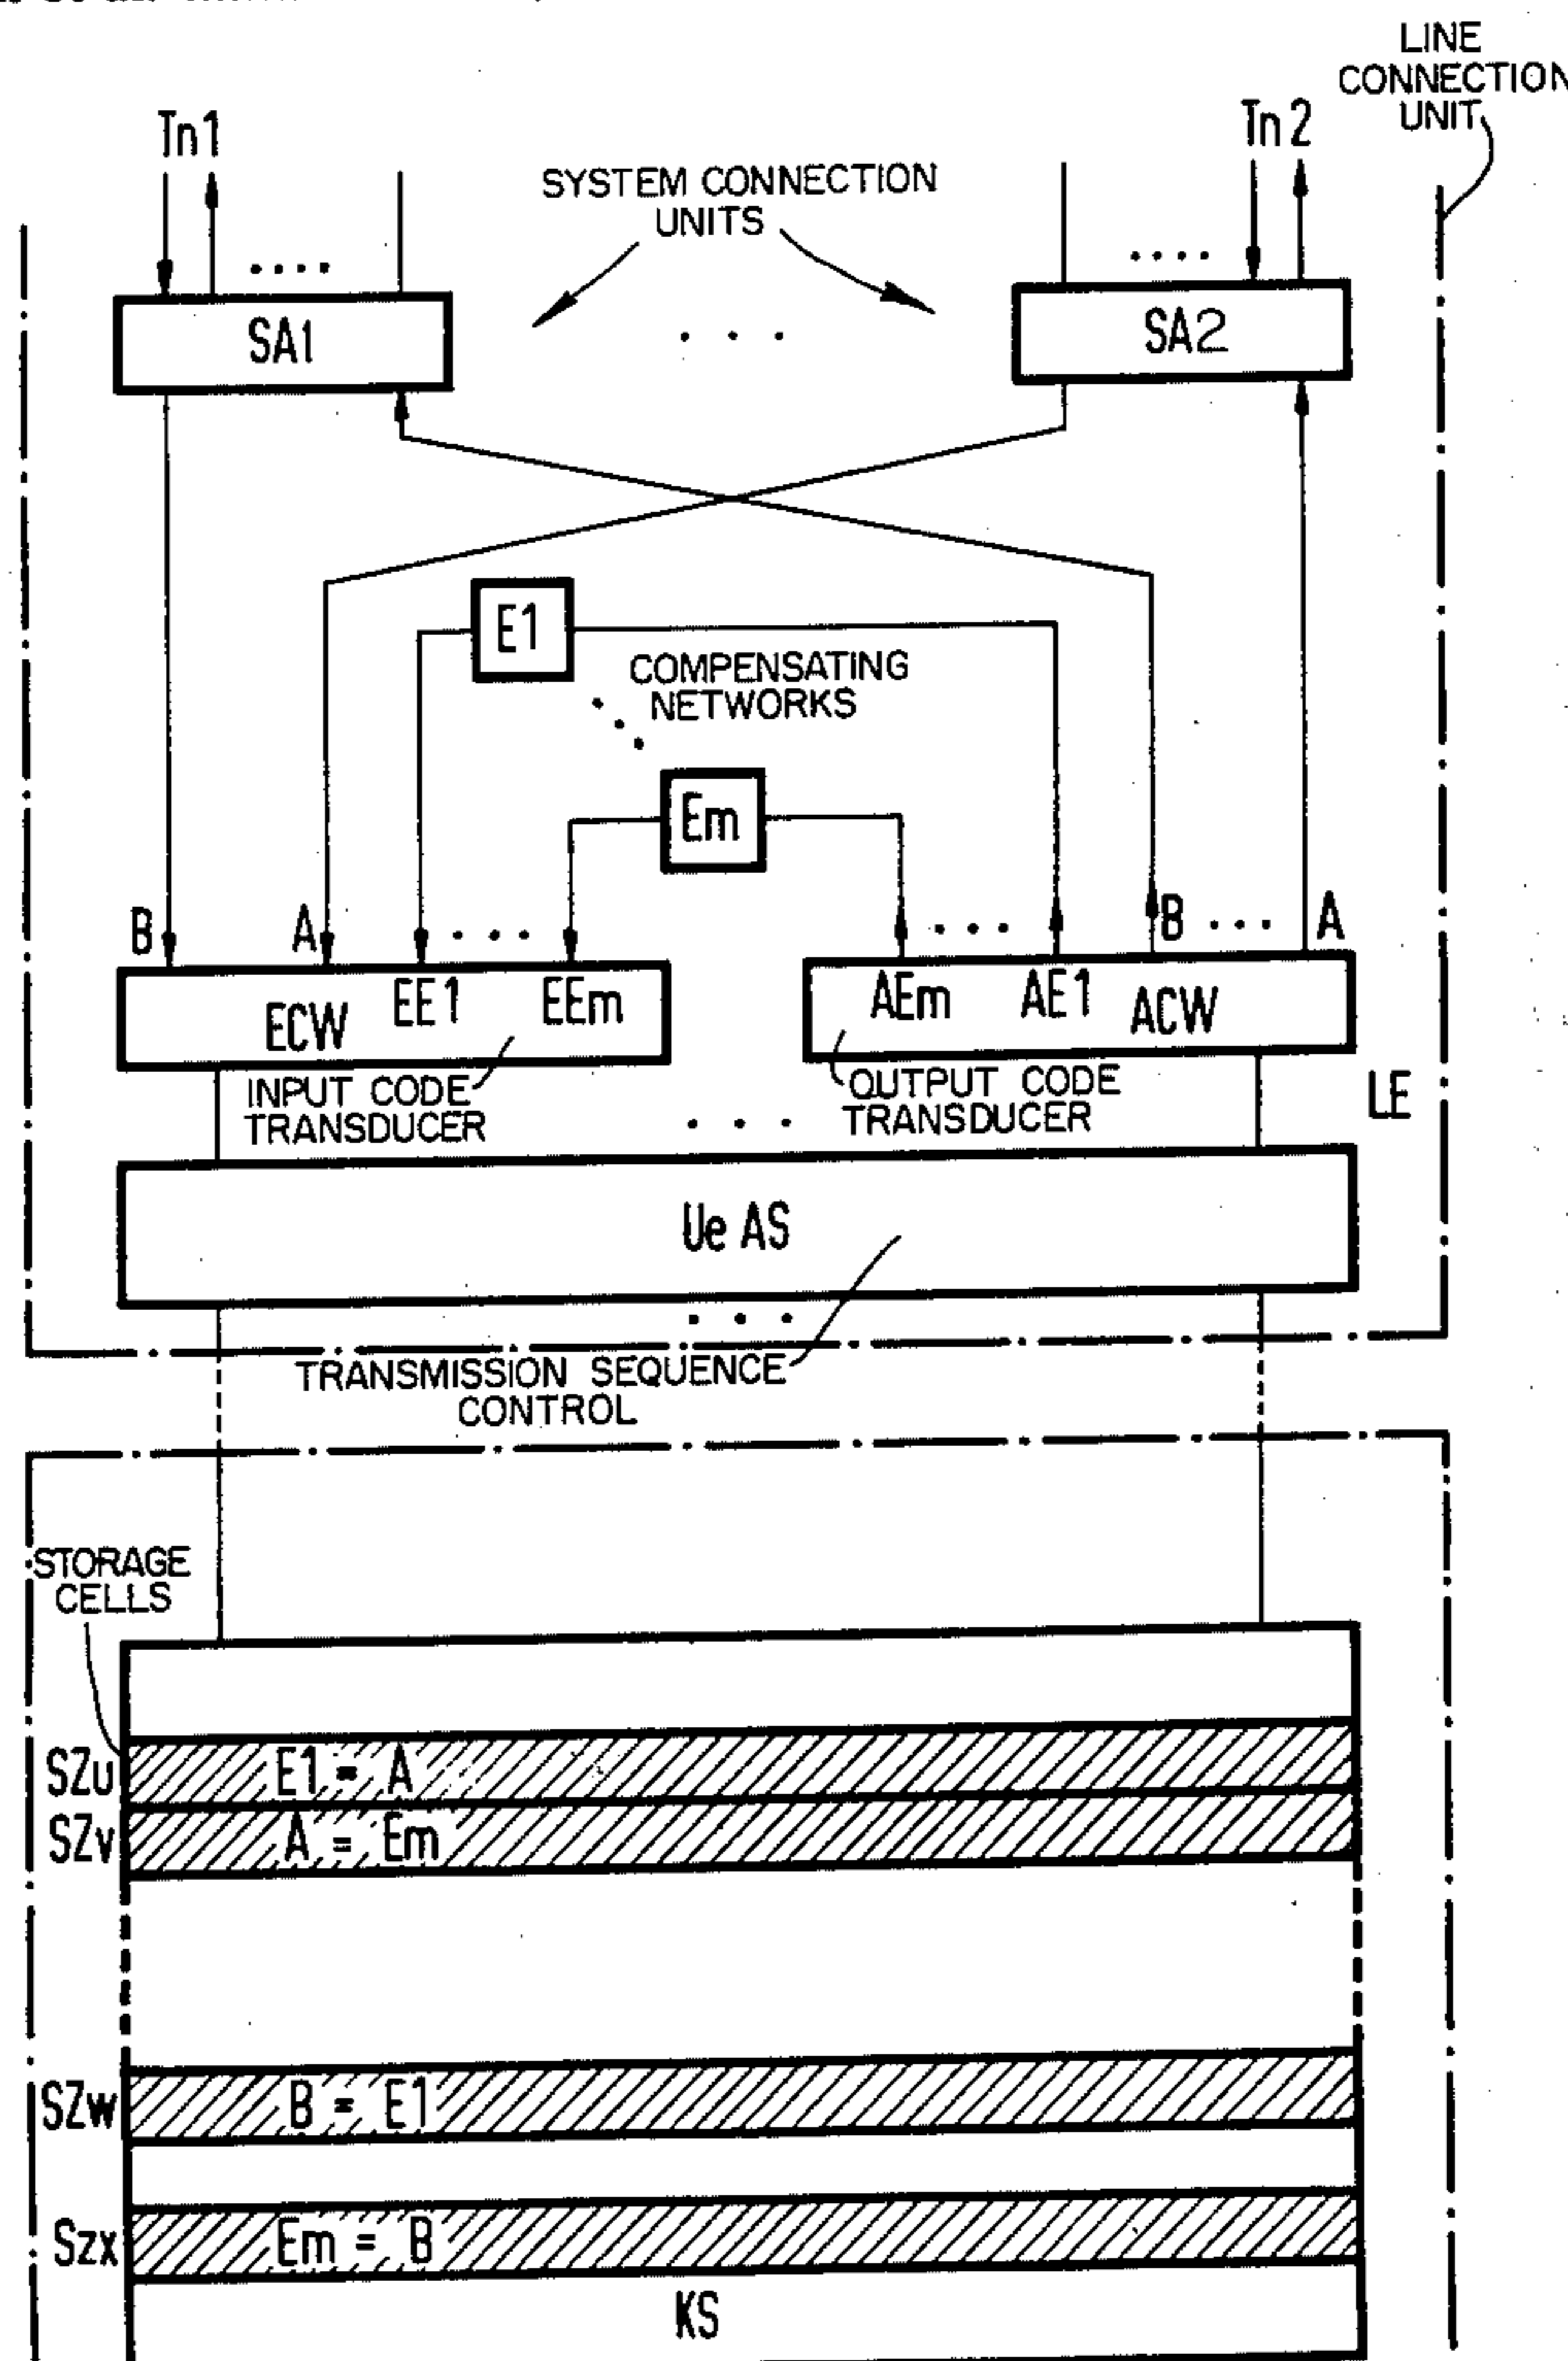 LINE
CONNECTION
UNIT
Tn1
Tn2
SYSTEM CONNECTION
UNITS
SA1
SA2
E1
COMPENSATING
NETWORKS
Em
B
A
B
A
ECW
EE1
EEm
AEm
AE1
ACW
INPUT CODE
TRANSDUCER
OUTPUT CODE
TRANSDUCER
LE
Ue AS
TRANSMISSION SEQUENCE
CONTROL
STORAGE
CELLS
SZu
E1 = A
SZv
A = Em
SZw
B = E1
Szx
Em = B
KS